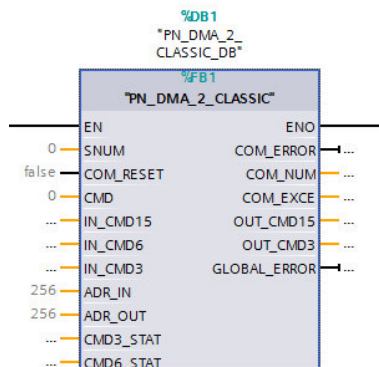 %DB1
"PN_DMA_2_
CLASSIC_DB"
%FB1
"PN_DMA_2_CLASSIC"
EN ENO
0 SNUM COM_ERROR ...
false COM_RESET COM_NUM ...
0 CMD COM_EXCE ...
... IN_CMD15 OUT_CMD15 ...
... IN_CMD6 OUT_CMD3 ...
... IN_CMD3 GLOBAL_ERROR ...
256 ADR_IN
256 ADR_OUT
... CMD3_STAT
... CMD6_STAT